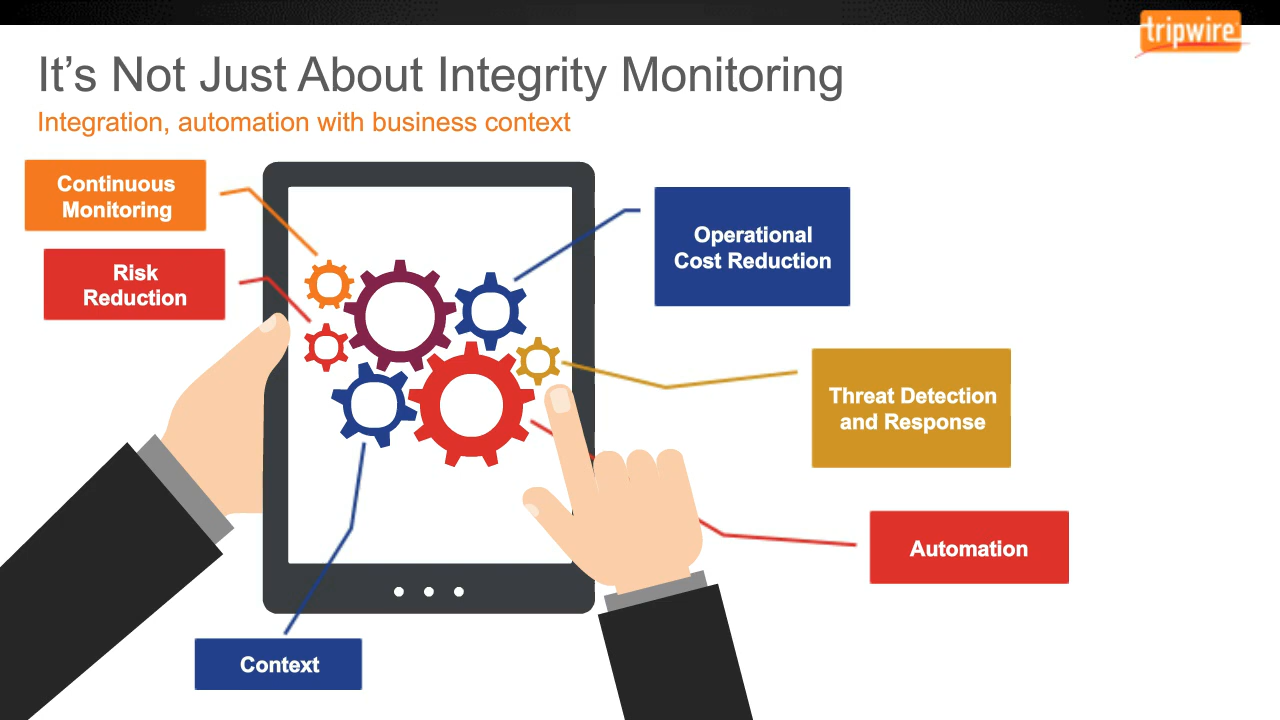 tripwire
It's Not Just About Integrity Monitoring
Integration, automation with business context
Continuous
Monitoring
Risk
Reduction
Operational
Cost Reduction
Threat Detection
and Response
Automation
Context